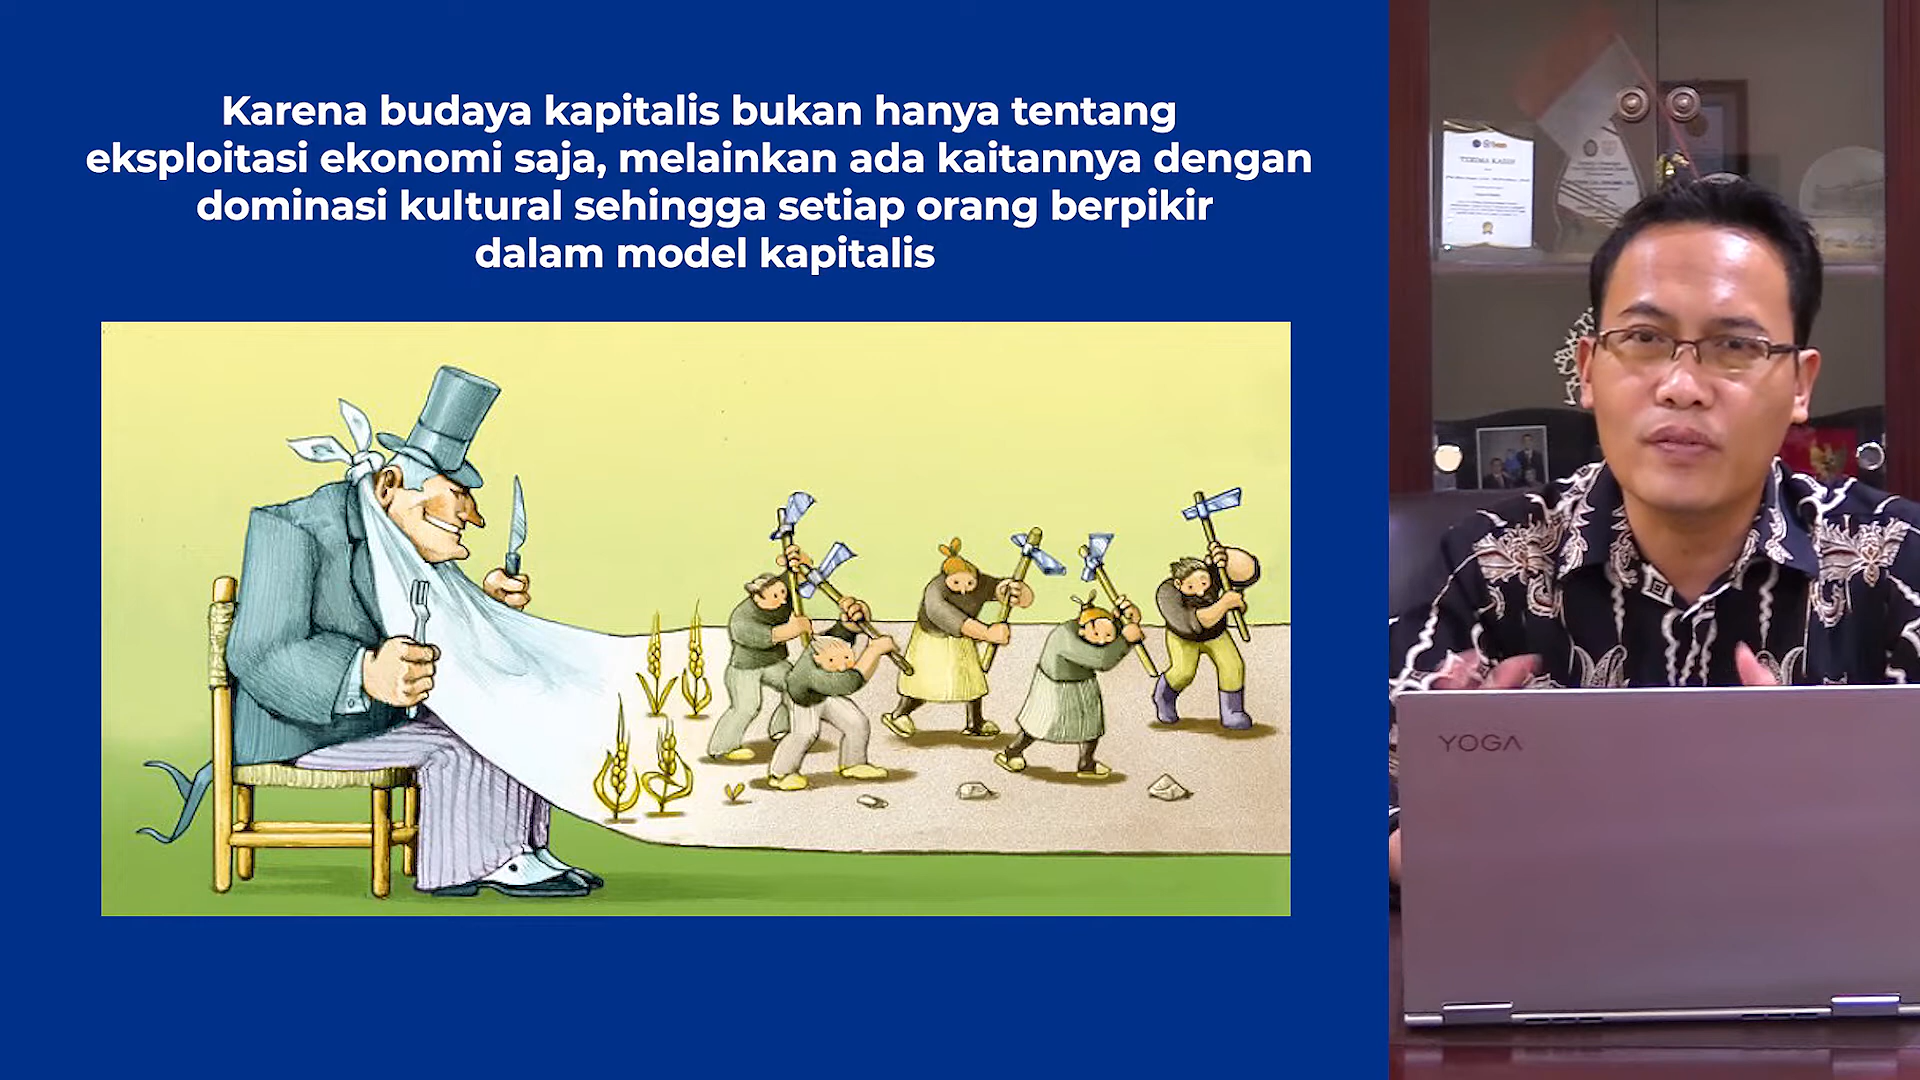 Karena budaya kapitalis bukan hanya tentang
eksploitasi ekonomi saja, melainkan ada kaitannya dengan
dominasi kultural sehingga setiap orang berpikir
dalam model kapitalis
TERIMA KASIH
YOGA